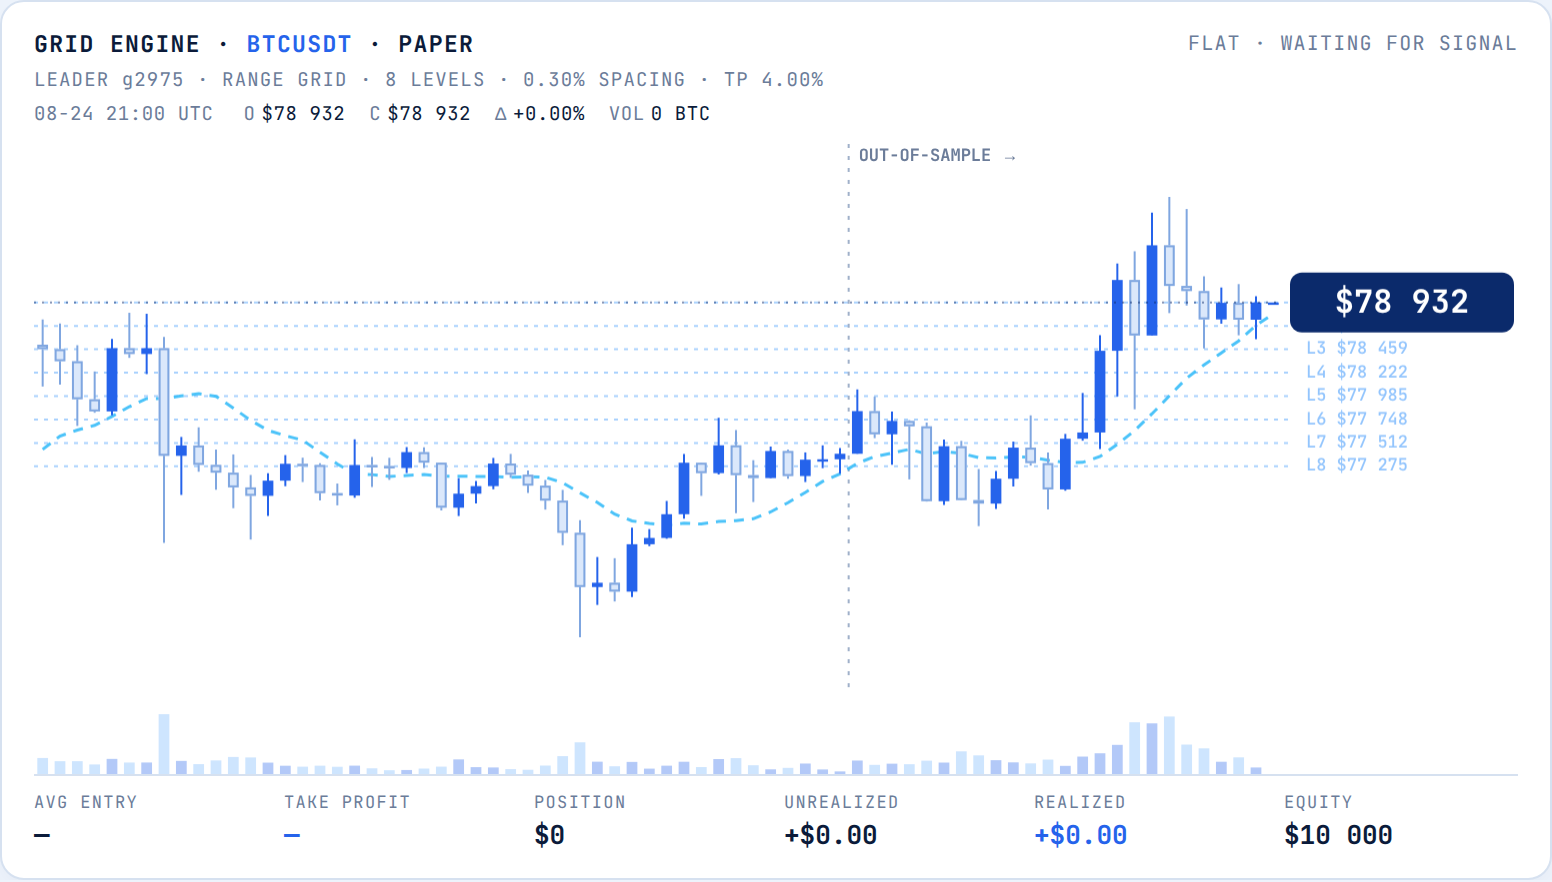 GRID ENGINE · BTCUSDT · PAPER
FLAT · WAITING FOR SIGNAL
LEADER g2975 · RANGE GRID · 8 LEVELS · 0.30% SPACING · TP 4.00%
08-24 21:00 UTC O $78 932 C $78 932 Δ +0.00% VOL 0 BTC
OUT-OF-SAMPLE →
$78 932
L3 $78 459
L4 $78 222
L5 $77 985
L6 $77 748
L7 $77 512
L8 $77 275
AVG ENTRY TAKE PROFIT POSITION UNREALIZED REALIZED EQUITY
— — $0 +$0.00 +$0.00 $10 000